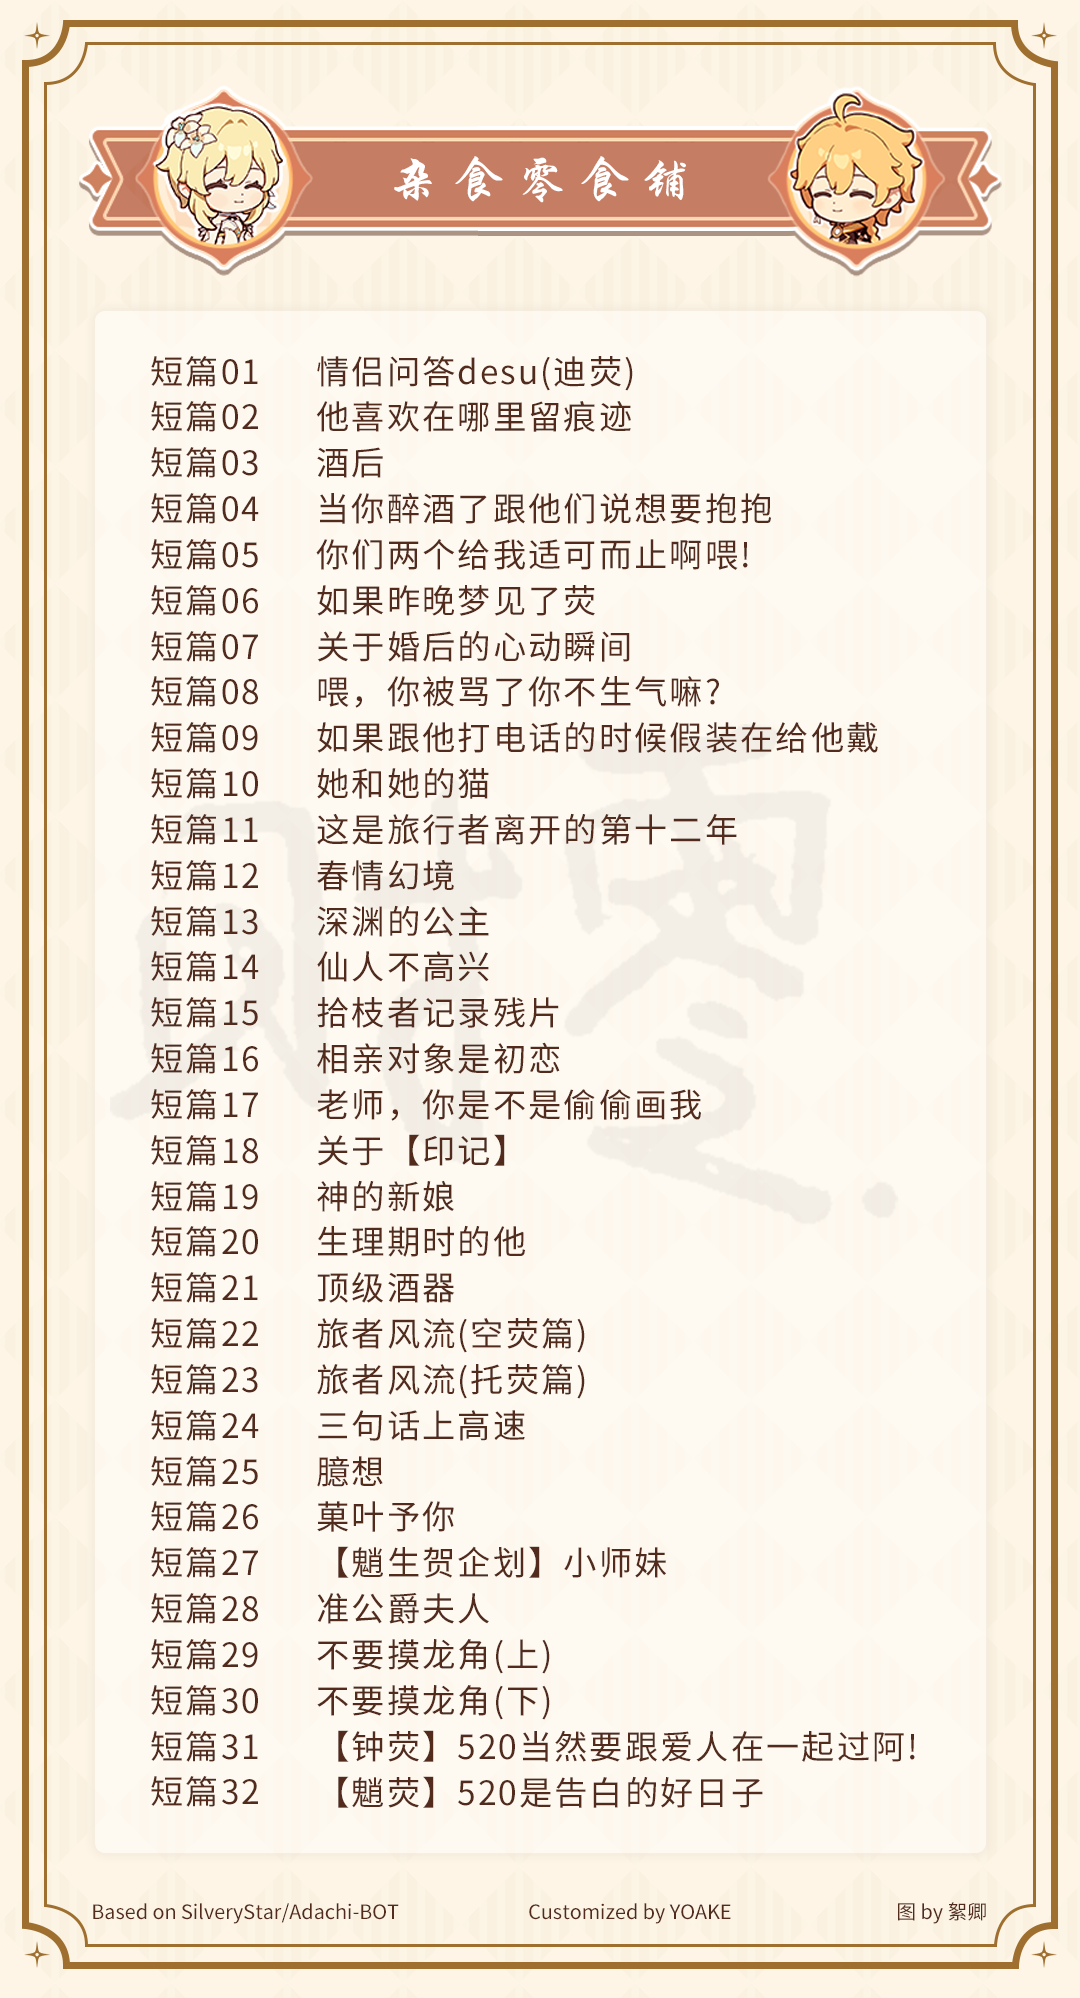 杂食零食铺
短篇01 情侣问答desu(迪荧)
短篇02 他喜欢在哪里留痕迹
短篇03 酒后
短篇04 当你醉酒了跟他们说想要抱抱
短篇05 你们两个给我适可而止啊喂!
短篇06 如果昨晚梦见了荧
短篇07 关于婚后的心动瞬间
短篇08 喂，你被骂了你不生气嘛?
短篇09 如果跟他打电话的时候假装在给他戴
短篇10 她和她的猫
短篇11 这是旅行者离开的第十二年
短篇12 春情幻境
短篇13 深渊的公主
短篇14 仙人不高兴
短篇15 拾枝者记录残片
短篇16 相亲对象是初恋
短篇17 老师，你是不是偷偷画我
短篇18 关于【印记】
短篇19 神的新娘
短篇20 生理期时的他
短篇21 顶级酒器
短篇22 旅者风流(空荧篇)
短篇23 旅者风流(托荧篇)
短篇24 三句话上高速
短篇25 臆想
短篇26 菓叶予你
短篇27 【魈生贺企划】小师妹
短篇28 准公爵夫人
短篇29 不要摸龙角(上)
短篇30 不要摸龙角(下)
短篇31 【钟荧】520当然要跟爱人在一起过阿!
短篇32 【魈荧】520是告白的好日子
Based on SilveryStar/Adachi-BOT Customized by YOAKE 图 by 絮卿